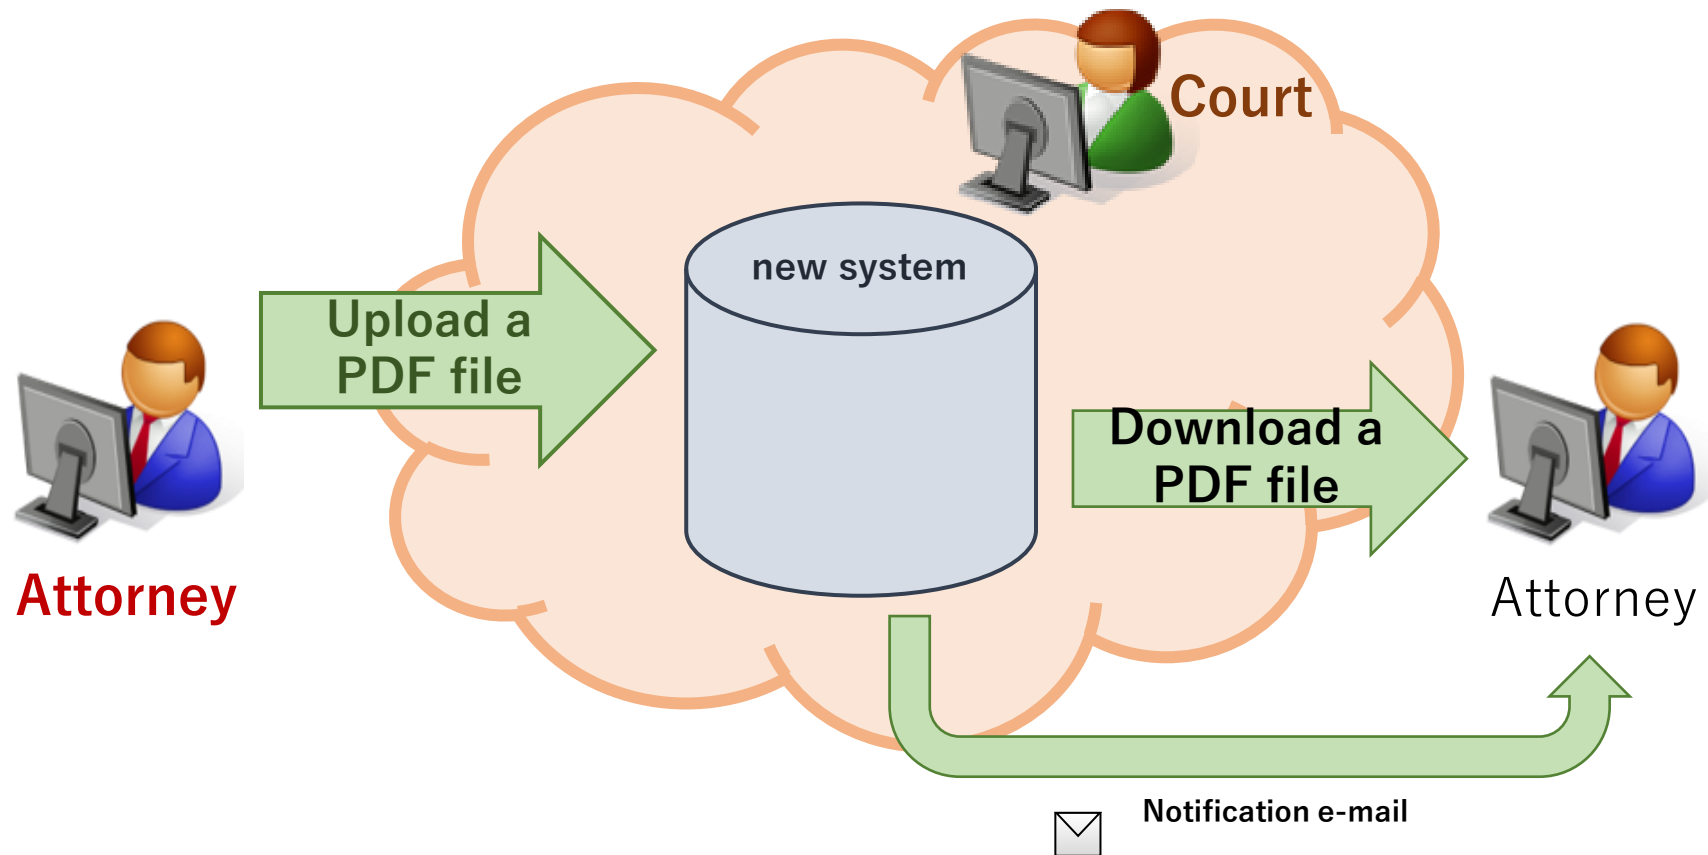 Court
new system
Upload a
PDF file
Download a
PDF file
Attorney
Attorney
Notification e-mail